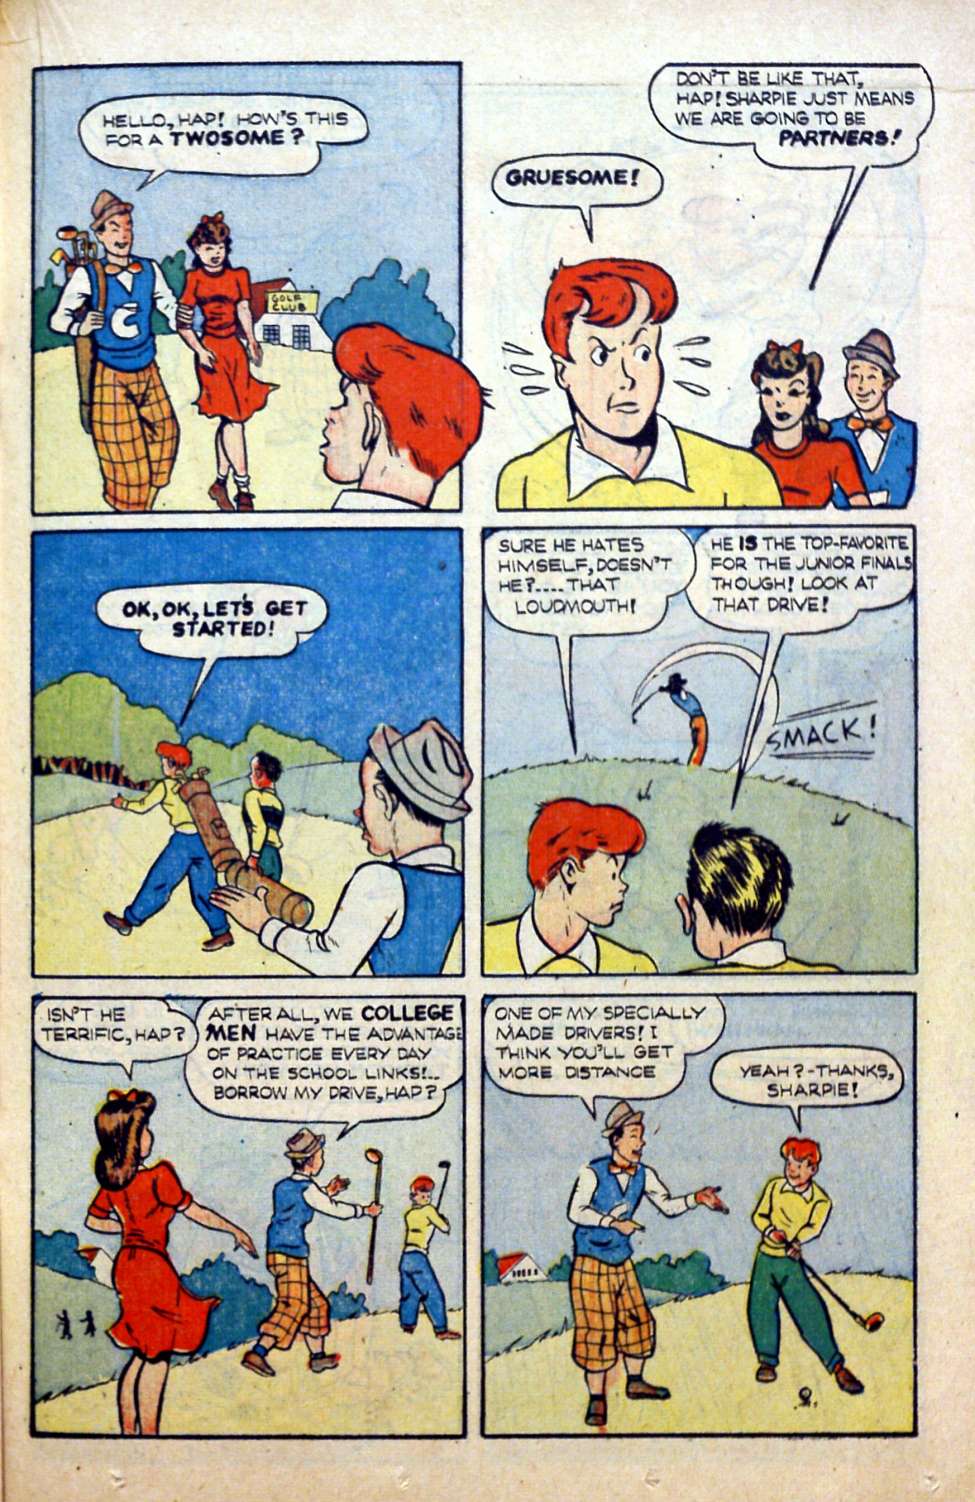 HELLO, HAP! HOW'S THIS
FOR A TWOSOME?
GOLF
CLUB
C
DON'T BE LIKE THAT,
HAP! SHARPIE JUST MEANS
WE ARE GOING TO BE
PARTNERS!
GRUESOME!
OK, OK, LET'S GET
STARTED!
SURE HE HATES
HIMSELF, DOESN'T
HE?.... THAT
LOUDMOUTH!
HE IS THE TOP-FAVORITE
FOR THE JUNIOR FINALS
THOUGH! LOOK AT
THAT DRIVE!
SMACK!
ISN'T HE
TERRIFIC, HAP?
AFTER ALL, WE COLLEGE
MEN HAVE THE ADVANTAGE
OF PRACTICE EVERY DAY
ON THE SCHOOL LINKS!..
BORROW MY DRIVE, HAP?
ONE OF MY SPECIALLY
MADE DRIVERS! I
THINK YOU'LL GET
MORE DISTANCE
YEAH?-THANKS,
SHARPIE!